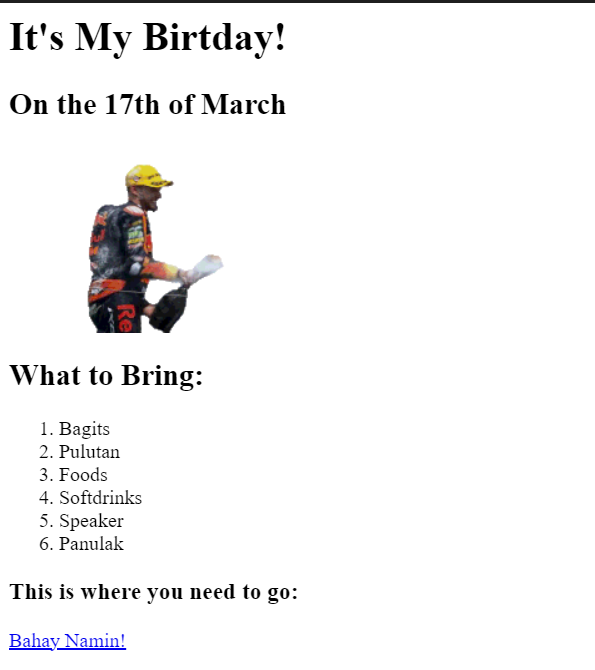 It's My Birtday!
On the 17th of March
Re
What to Bring:
1. Bagits
2. Pulutan
3. Foods
4. Softdrinks
5. Speaker
6. Panulak
This is where you need to go:
Bahay Namin!